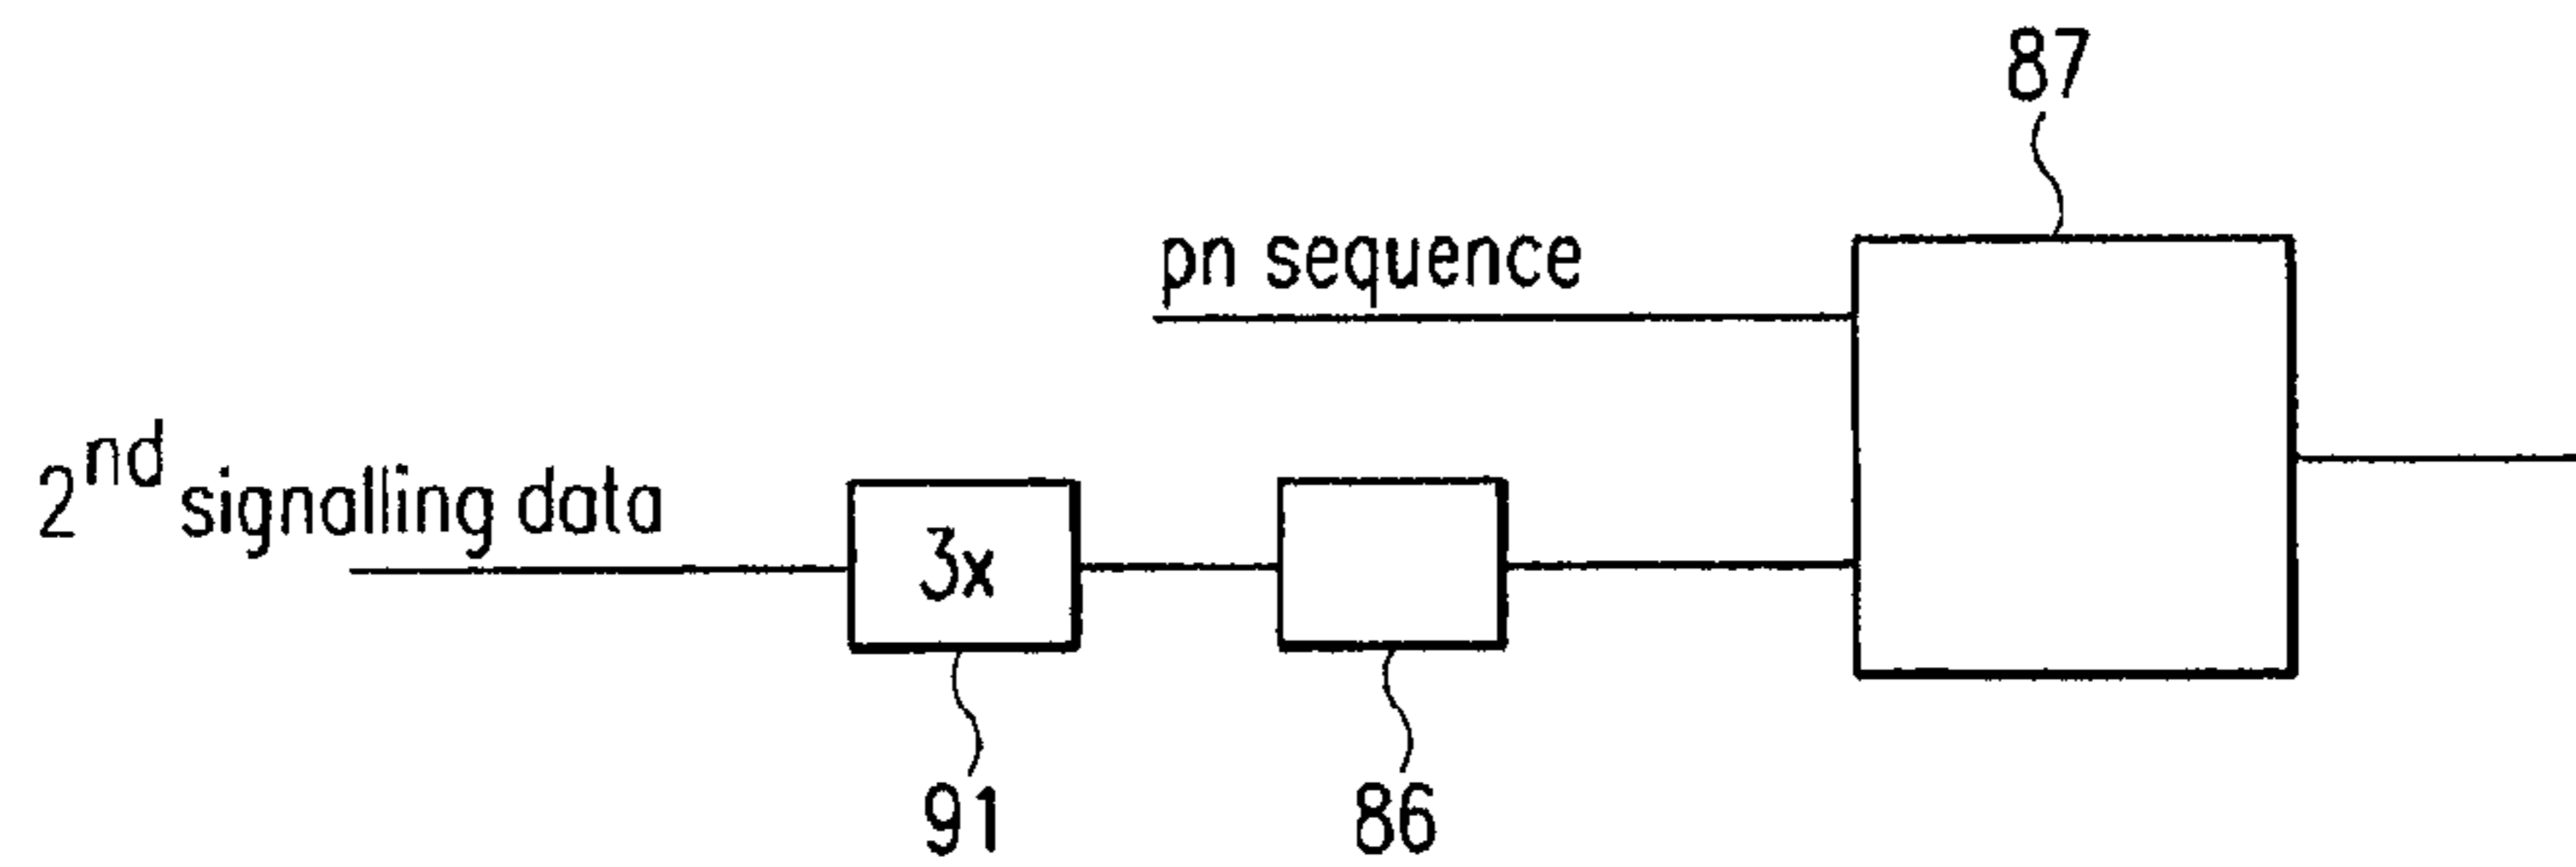 87
pn sequence
2nd signalling data
3x
91
86